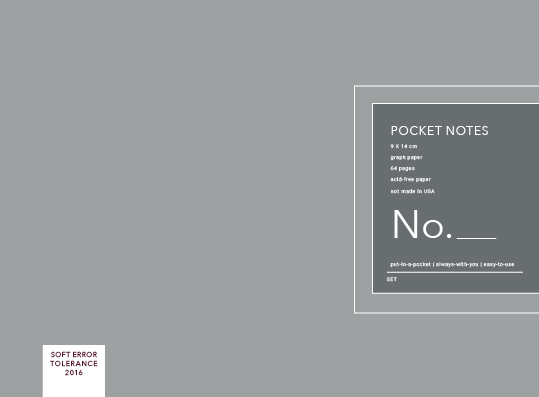 POCKET NOTES
9 X 14 cm
graph paper
64 pages
acid-free paper
not made in USA
No.___
put-in-a-pocket | always-with-you | easy-to-use
SET
SOFT ERROR
TOLERANCE
2016